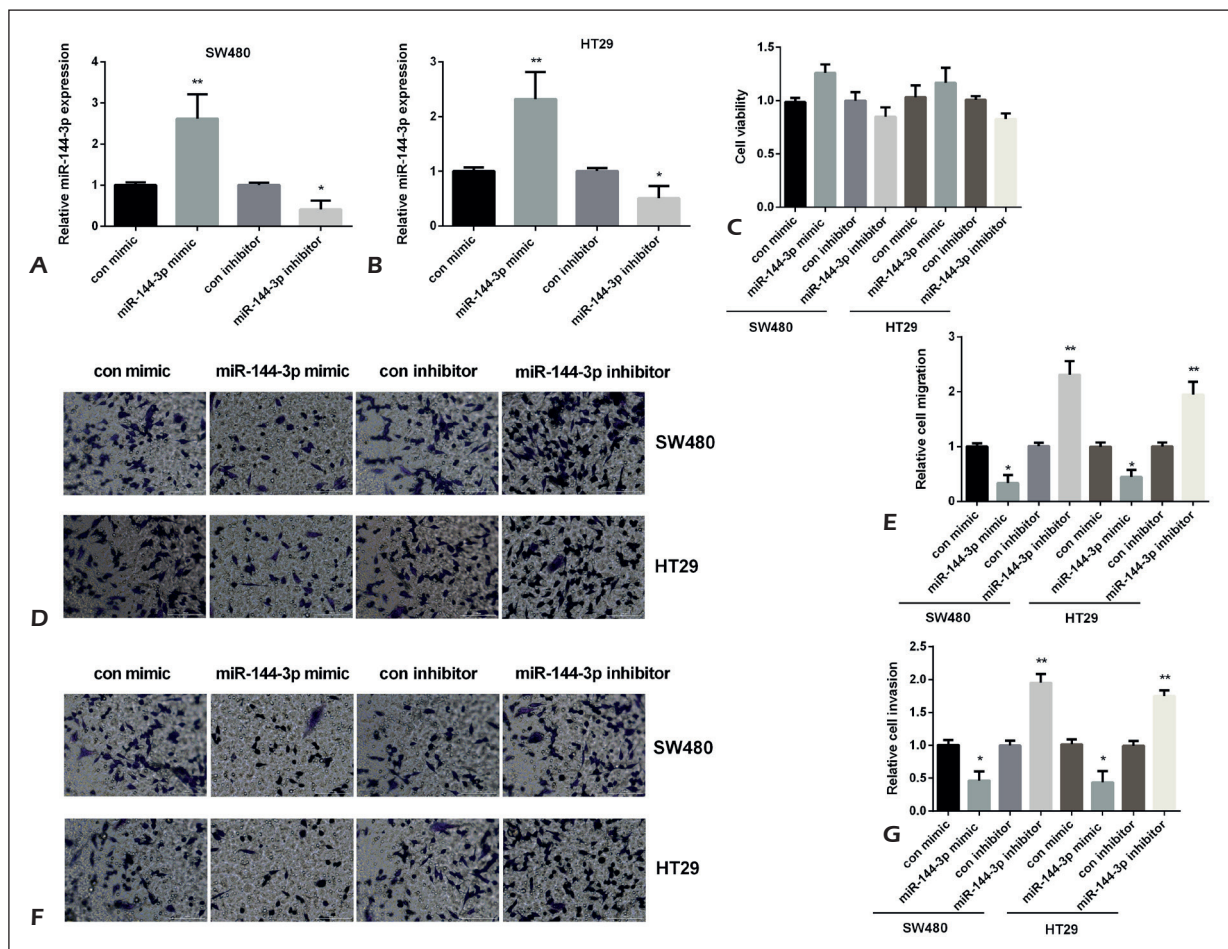 SW480
Relative miR-144-3p expression
4
3
2
1
0
**
*
con mimic
miR-144-3p mimic
con inhibitor
miR-144-3p inhibitor
A
HT29
Relative miR-144-3p expression
3
2
1
0
**
*
con mimic
miR-144-3p mimic
con inhibitor
miR-144-3p inhibitor
B
Cell viability
1.5
1.0
0.5
0.0
con mimic
miR-144-3p mimic
con inhibitor
miR-144-3p inhibitor
con mimic
miR-144-3p mimic
con inhibitor
miR-144-3p inhibitor
C
SW480
HT29
con mimic miR-144-3p mimic con inhibitor miR-144-3p inhibitor
SW480
HT29
D
Relative cell migration
3
2
1
0
*
**
*
**
con mimic
miR-144-3p mimic
con inhibitor
miR-144-3p inhibitor
con mimic
miR-144-3p mimic
con inhibitor
miR-144-3p inhibitor
E
SW480
HT29
con mimic miR-144-3p mimic con inhibitor miR-144-3p inhibitor
SW480
HT29
F
Relative cell invasion
2.5
2.0
1.5
1.0
0.5
0.0
*
**
*
**
con mimic
miR-144-3p mimic
con inhibitor
miR-144-3p inhibitor
con mimic
miR-144-3p mimic
con inhibitor
miR-144-3p inhibitor
G
SW480
HT29